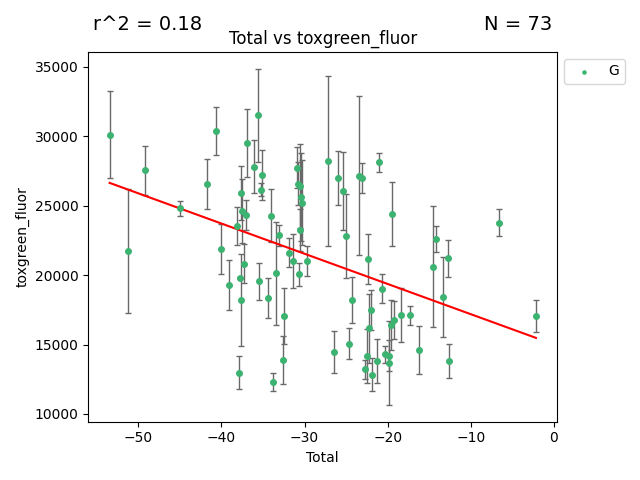 r^2 = 0.18
N = 73
Total vs toxgreen_fluor
G
35000
30000
25000
20000
15000
10000
toxgreen_fluor
−50
−40
−30
−20
−10
0
Total